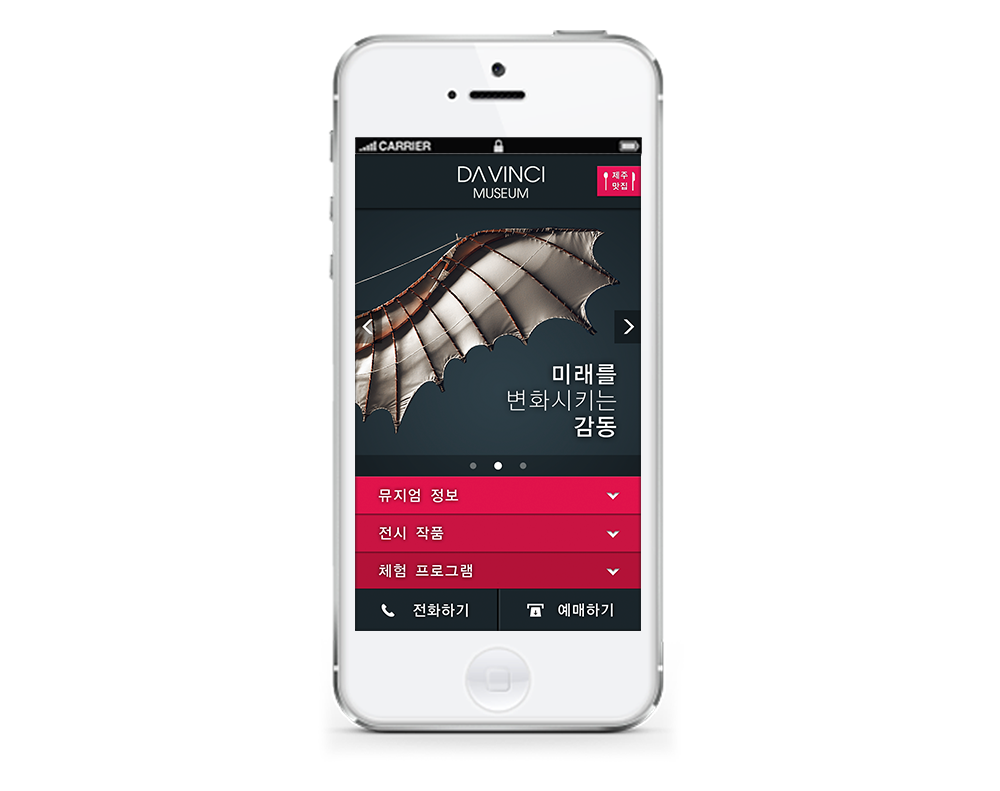 CARRIER
DAVINCI
MUSEUM
제주
맛집
미래를
변화시키는
감동
뮤지엄 정보
전시 작품
체험 프로그램
전화하기
예매하기